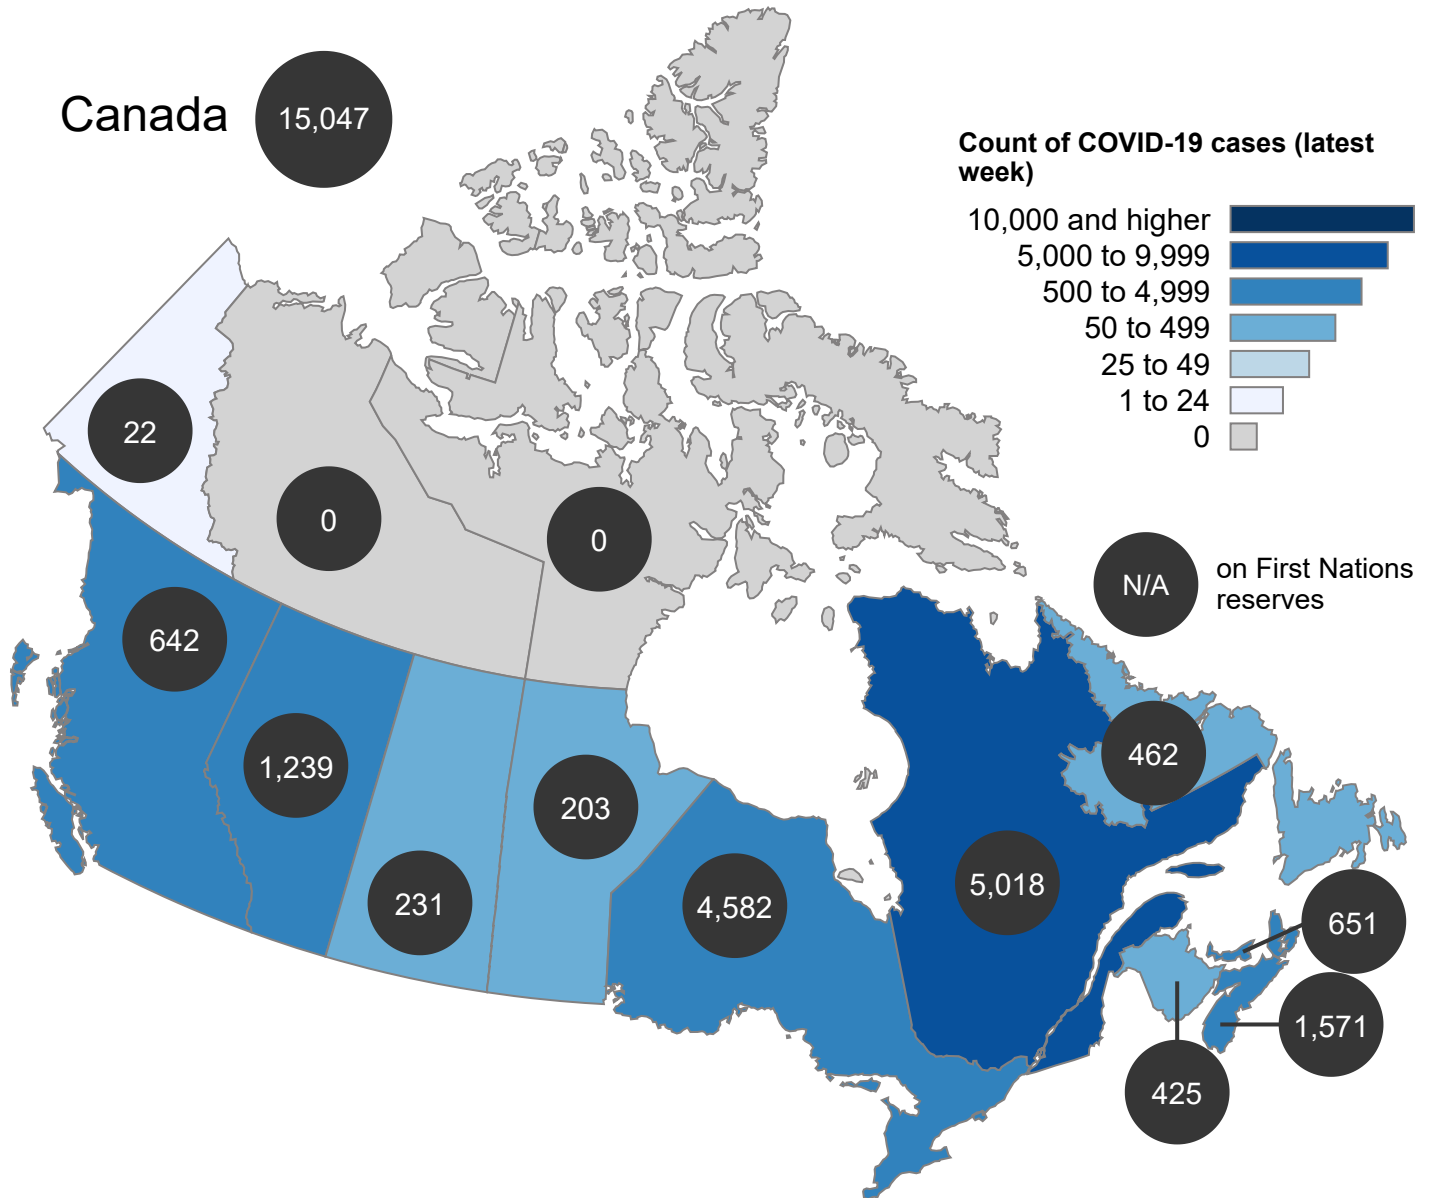 Canada
15,047
Count of COVID-19 cases (latest
week)
10,000 and higher
5,000 to 9,999
500 to 4,999
50 to 499
25 to 49
1 to 24
0
22
0
0
N/A
on First Nations
reserves
642
1,239
462
203
231
4,582
5,018
651
1,571
425